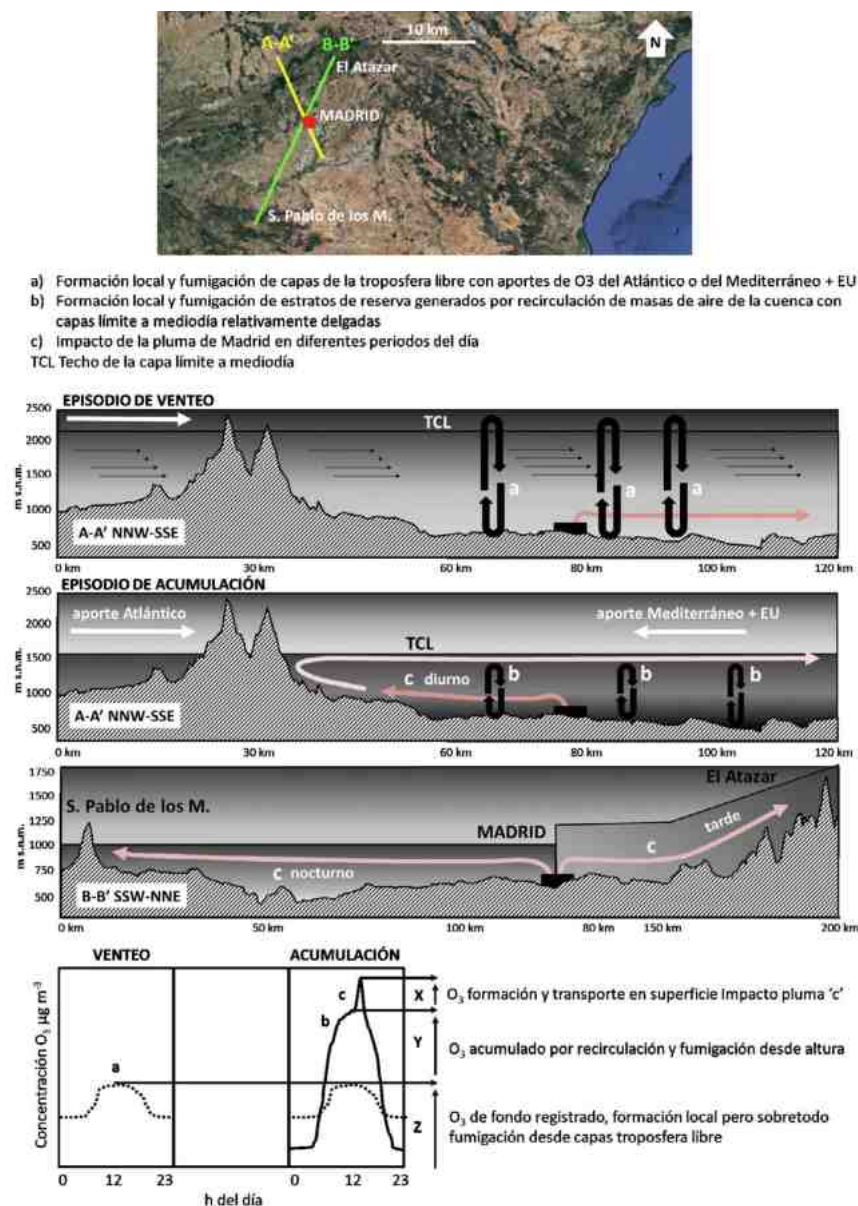 A-A' B-B' 10 km
N
El Atazar
MADRID
S. Pablo de los M.
a) Formación local y fumigación de capas de la troposfera libre con aportes de O3 del Atlántico o del Mediterráneo + EU
b) Formación local y fumigación de estratos de reserva generados por recirculación de masas de aire de la cuenca con
capas límite a mediodía relativamente delgadas
c) Impacto de la pluma de Madrid en diferentes periodos del día
TCL Techo de la capa límite a mediodía
EPISODIO DE VENTEO
2500
2000
1500
1000
500
m s.n.m.
TCL
a a a
A-A' NNW-SSE
0 km 30 km 60 km 80 km 100 km 120 km
EPISODIO DE ACUMULACIÓN
2500
2000
1500
1000
500
m s.n.m.
aporte Atlántico aporte Mediterráneo + EU
TCL
c diurno b b b
A-A' NNW-SSE
0 km 30 km 60 km 80 km 100 km 120 km
1750
1500
1250
1000
750
500
m s.n.m.
El Atazar
S. Pablo de los M.
MADRID
tarde
c
c nocturno
B-B' SSW-NNE
0 km 50 km 100 km 80 km 150 km 200 km
VENTEO ACUMULACIÓN
Concentración O₃ µg m⁻³
a
c
b
X O₃ formación y transporte en superficie Impacto pluma 'c'
Y O₃ acumulado por recirculación y fumigación desde altura
Z O₃ de fondo registrado, formación local pero sobretodo
fumigación desde capas troposfera libre
0 12 23 0 12 23
h del día